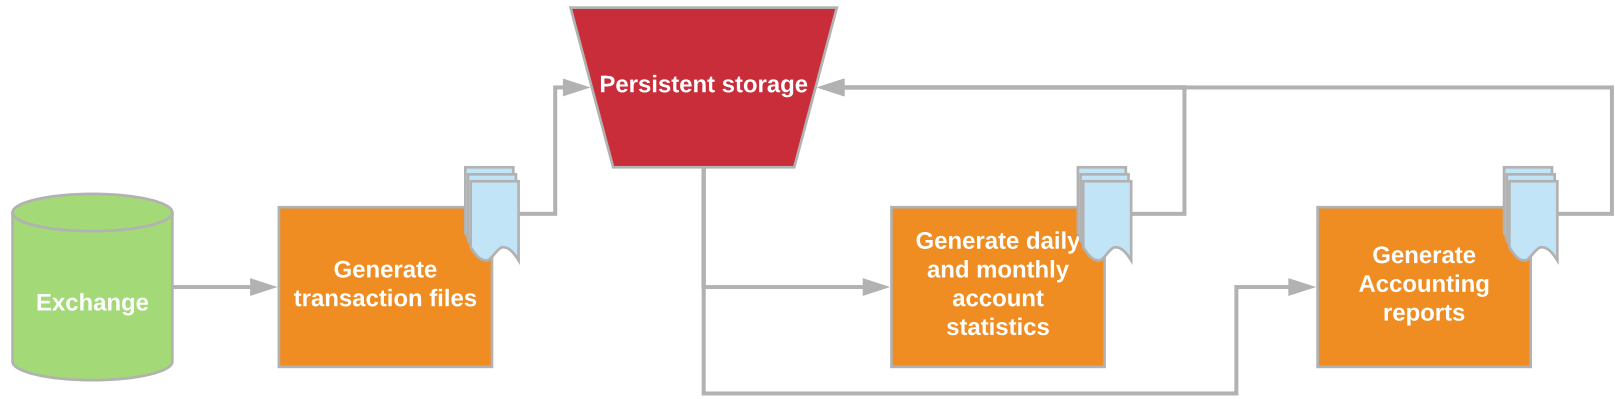 Persistent storage
Exchange
Generate
transaction files
Generate daily
and monthly
account
statistics
Generate
Accounting
reports